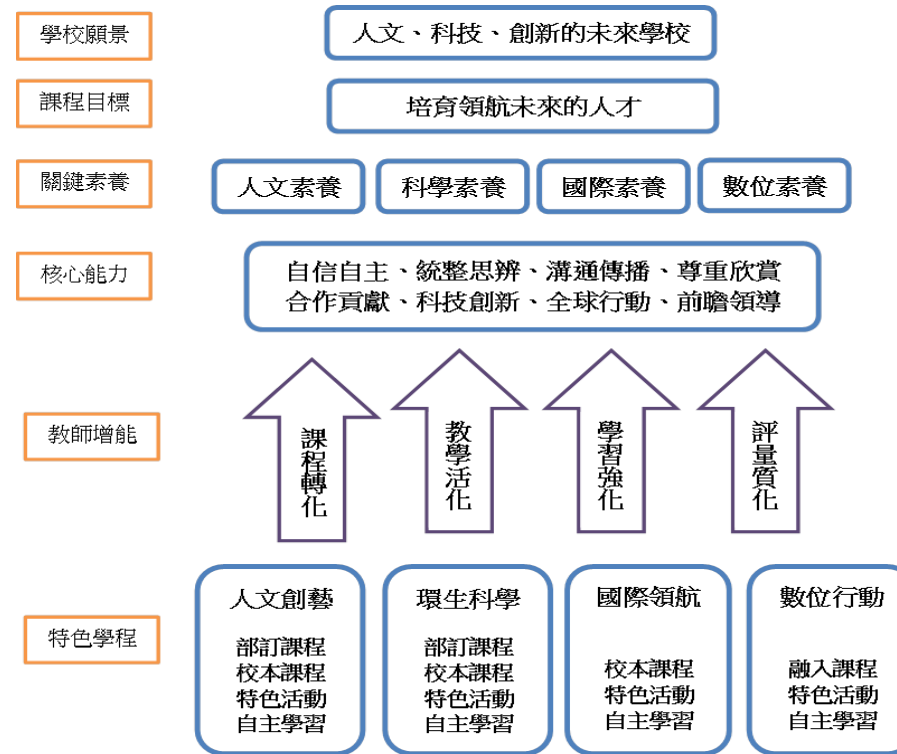 學校願景
人文、科技、創新的未來學校
課程目標
培育領航未來的人才
關鍵素養
人文素養
科學素養
國際素養
數位素養
核心能力
自信自主、統整思辨、溝通傳播、尊重欣賞
合作貢獻、科技創新、全球行動、前瞻領導
教師增能
課程轉化
教學活化
學習強化
評量質化
特色學程
人文創藝
部訂課程
校本課程
特色活動
自主學習
環生科學
部訂課程
校本課程
特色活動
自主學習
國際領航
校本課程
特色活動
自主學習
數位行動
融入課程
特色活動
自主學習